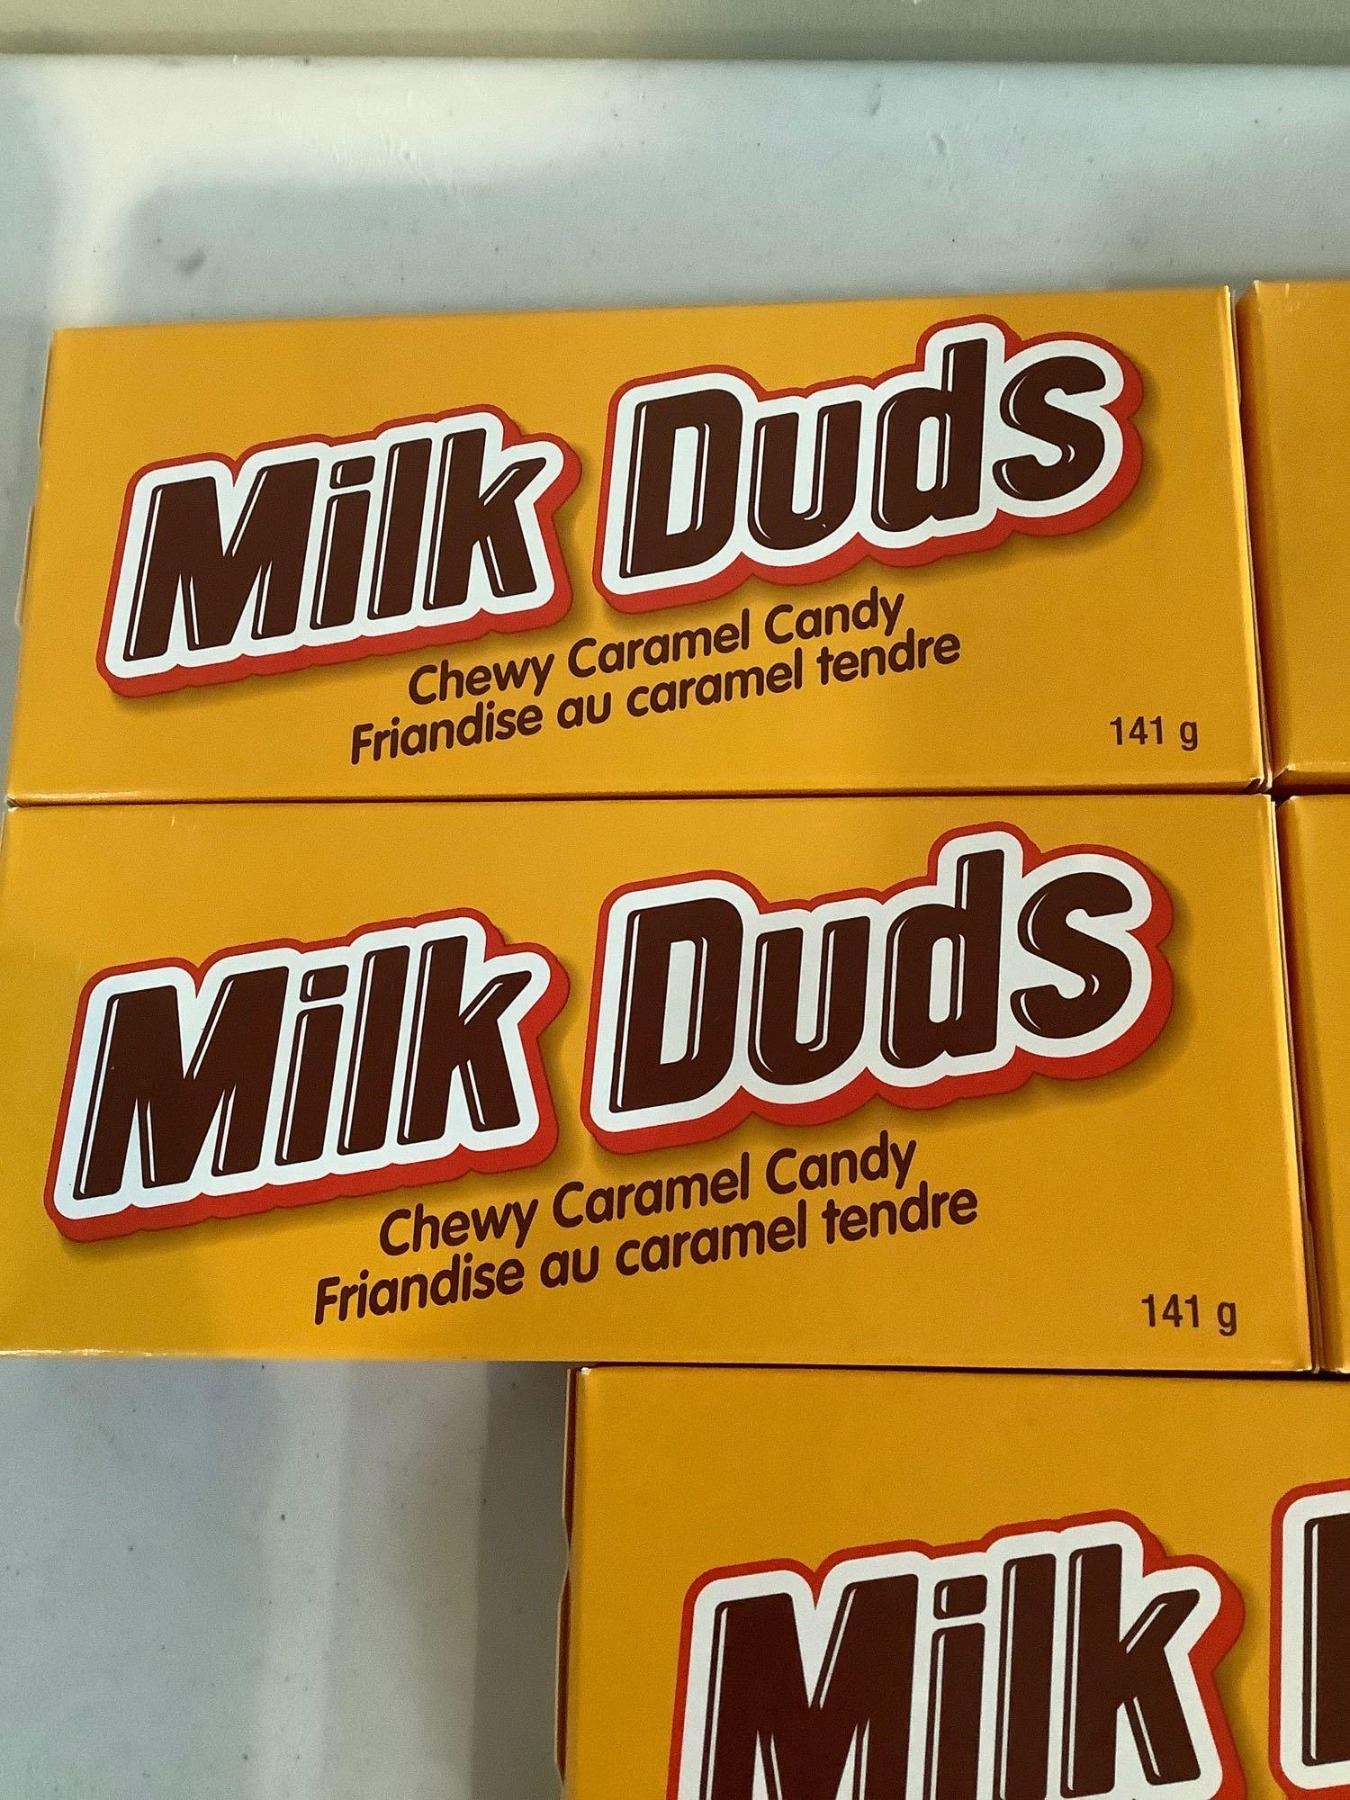 Milk Duds
Chewy Caramel Candy
Friandise au caramel tendre
141 g
Milk Duds
Chewy Caramel Candy
Friandise au caramel tendre
141 g
Milk